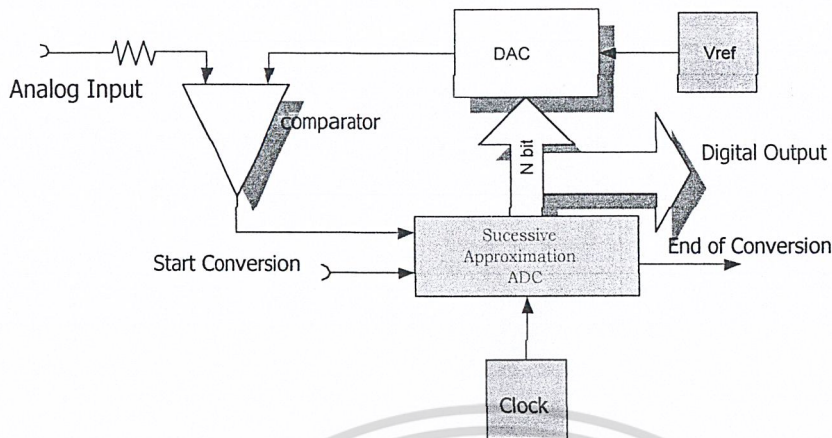 DAC
Vref
Analog Input
comparator
N bit
Digital Output
Sucessive
Approximation
ADC
Start Conversion
End of Conversion
Clock